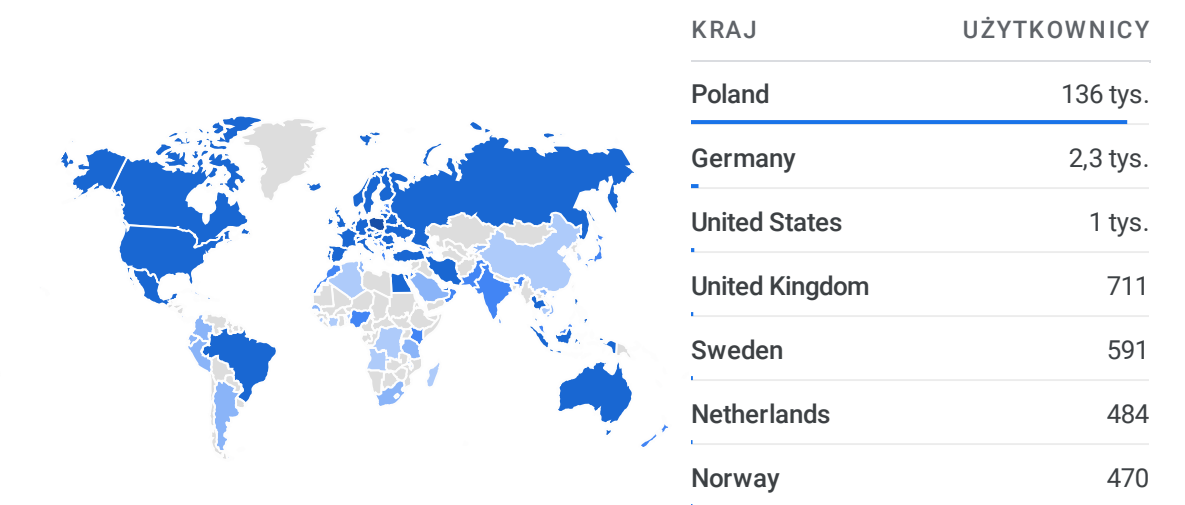 KRAJ UŻYTKOWNICY
Poland 136 tys.
Germany 2,3 tys.
United States 1 tys.
United Kingdom 711
Sweden 591
Netherlands 484
Norway 470